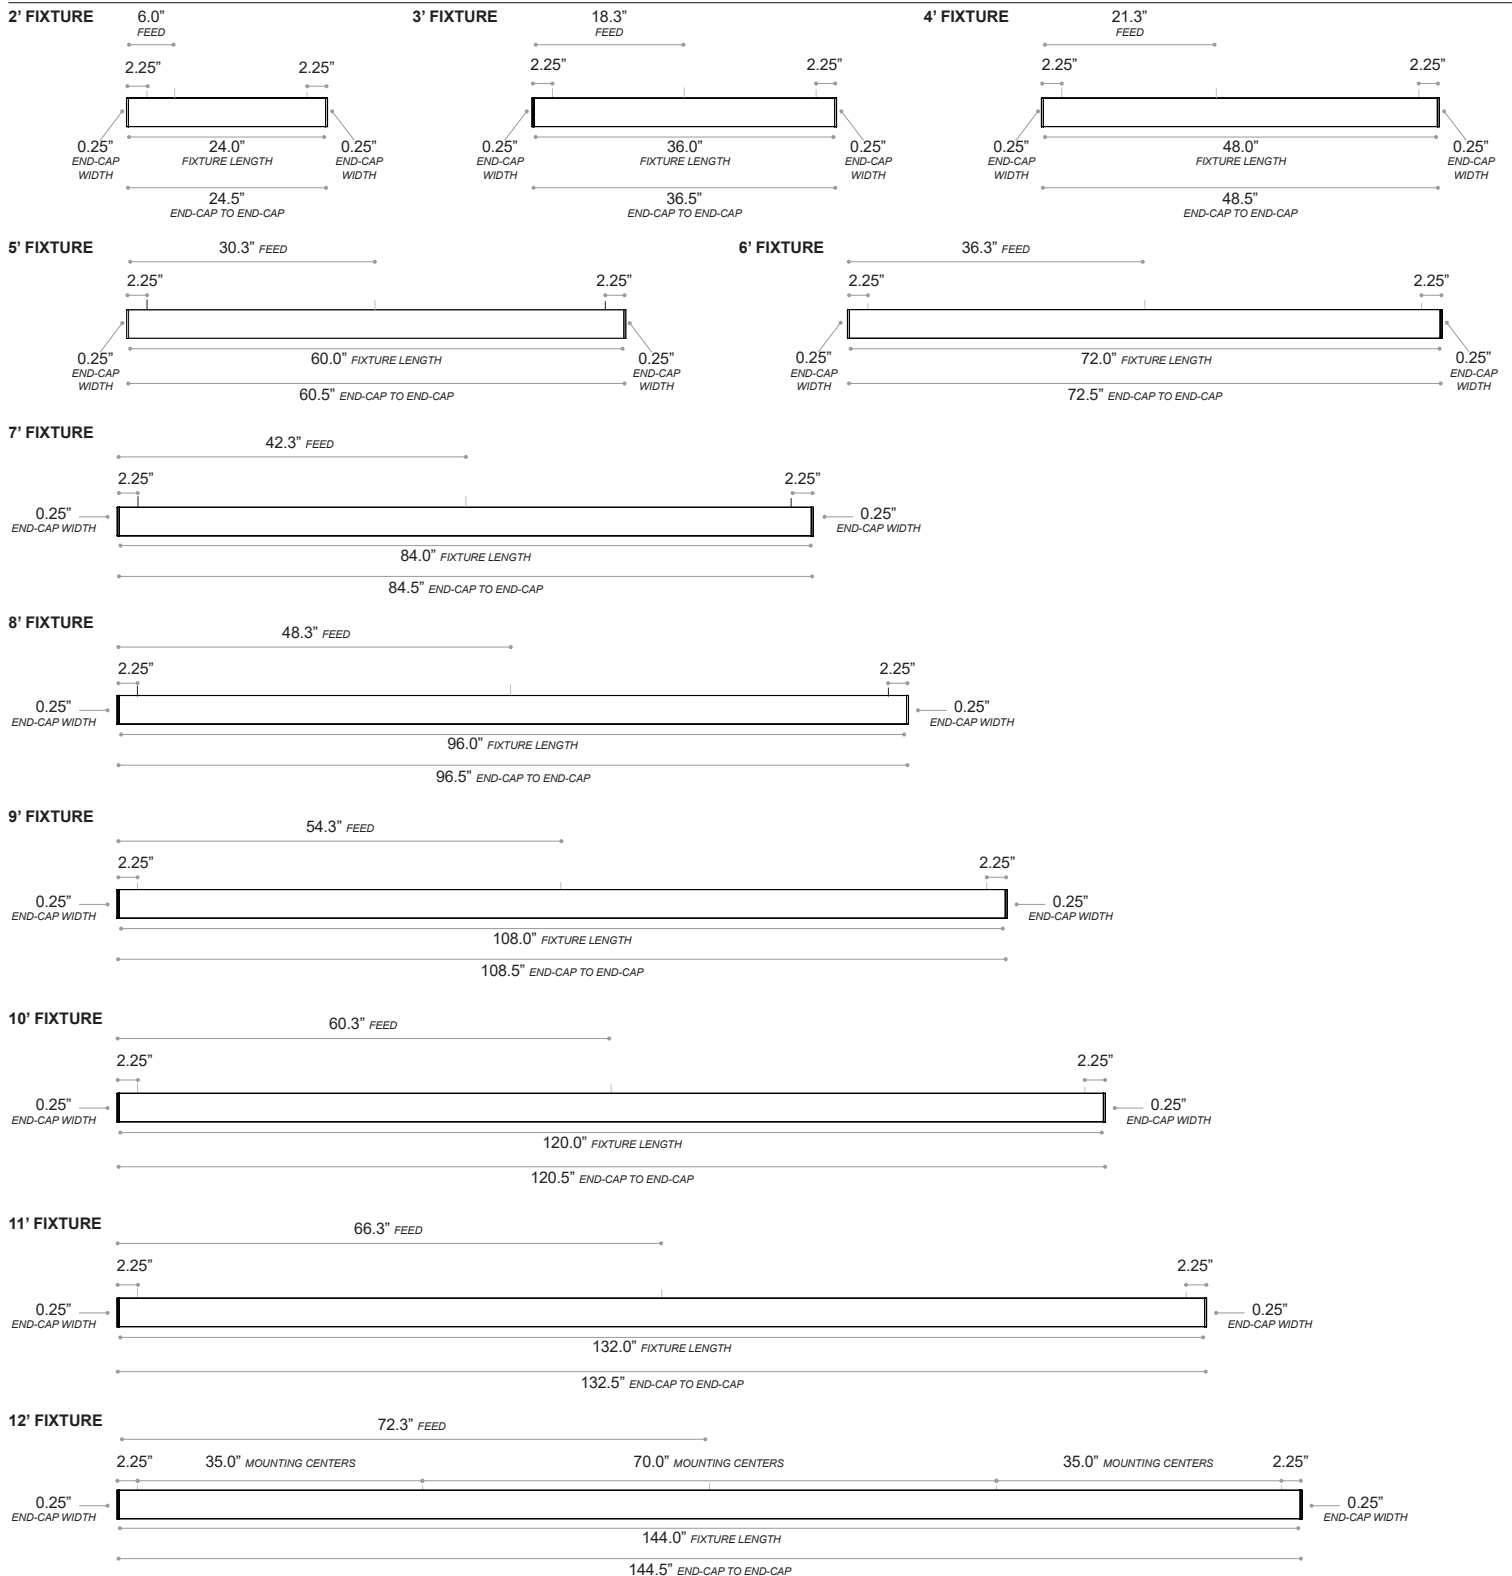 2’ FIXTURE
6.0”
FEED
2.25”
2.25”
0.25”
END-CAP
WIDTH
24.0”
FIXTURE LENGTH
0.25”
END-CAP
WIDTH
24.5”
END-CAP TO END-CAP
3’ FIXTURE
18.3”
FEED
2.25”
2.25”
0.25”
END-CAP
WIDTH
36.0”
FIXTURE LENGTH
0.25”
END-CAP
WIDTH
36.5”
END-CAP TO END-CAP
4’ FIXTURE
21.3”
FEED
2.25”
2.25”
0.25”
END-CAP
WIDTH
48.0”
FIXTURE LENGTH
0.25”
END-CAP
WIDTH
48.5”
END-CAP TO END-CAP
5’ FIXTURE
30.3” FEED
2.25”
2.25”
0.25”
END-CAP
WIDTH
60.0” FIXTURE LENGTH
0.25”
END-CAP
WIDTH
60.5” END-CAP TO END-CAP
6’ FIXTURE
36.3” FEED
2.25”
2.25”
0.25”
END-CAP
WIDTH
72.0” FIXTURE LENGTH
0.25”
END-CAP
WIDTH
72.5” END-CAP TO END-CAP
7’ FIXTURE
42.3” FEED
2.25”
2.25”
0.25”
END-CAP WIDTH
0.25”
END-CAP WIDTH
84.0” FIXTURE LENGTH
84.5” END-CAP TO END-CAP
8’ FIXTURE
48.3” FEED
2.25”
2.25”
0.25”
END-CAP WIDTH
0.25”
END-CAP WIDTH
96.0” FIXTURE LENGTH
96.5” END-CAP TO END-CAP
9’ FIXTURE
54.3” FEED
2.25”
2.25”
0.25”
END-CAP WIDTH
0.25”
END-CAP WIDTH
108.0” FIXTURE LENGTH
108.5” END-CAP TO END-CAP
10’ FIXTURE
60.3” FEED
2.25”
2.25”
0.25”
END-CAP WIDTH
0.25”
END-CAP WIDTH
120.0” FIXTURE LENGTH
120.5” END-CAP TO END-CAP
11’ FIXTURE
66.3” FEED
2.25”
2.25”
0.25”
END-CAP WIDTH
0.25”
END-CAP WIDTH
132.0” FIXTURE LENGTH
132.5” END-CAP TO END-CAP
12’ FIXTURE
72.3” FEED
2.25”
35.0” MOUNTING CENTERS
70.0” MOUNTING CENTERS
35.0” MOUNTING CENTERS
2.25”
0.25”
END-CAP WIDTH
0.25”
END-CAP WIDTH
144.0” FIXTURE LENGTH
144.5” END-CAP TO END-CAP